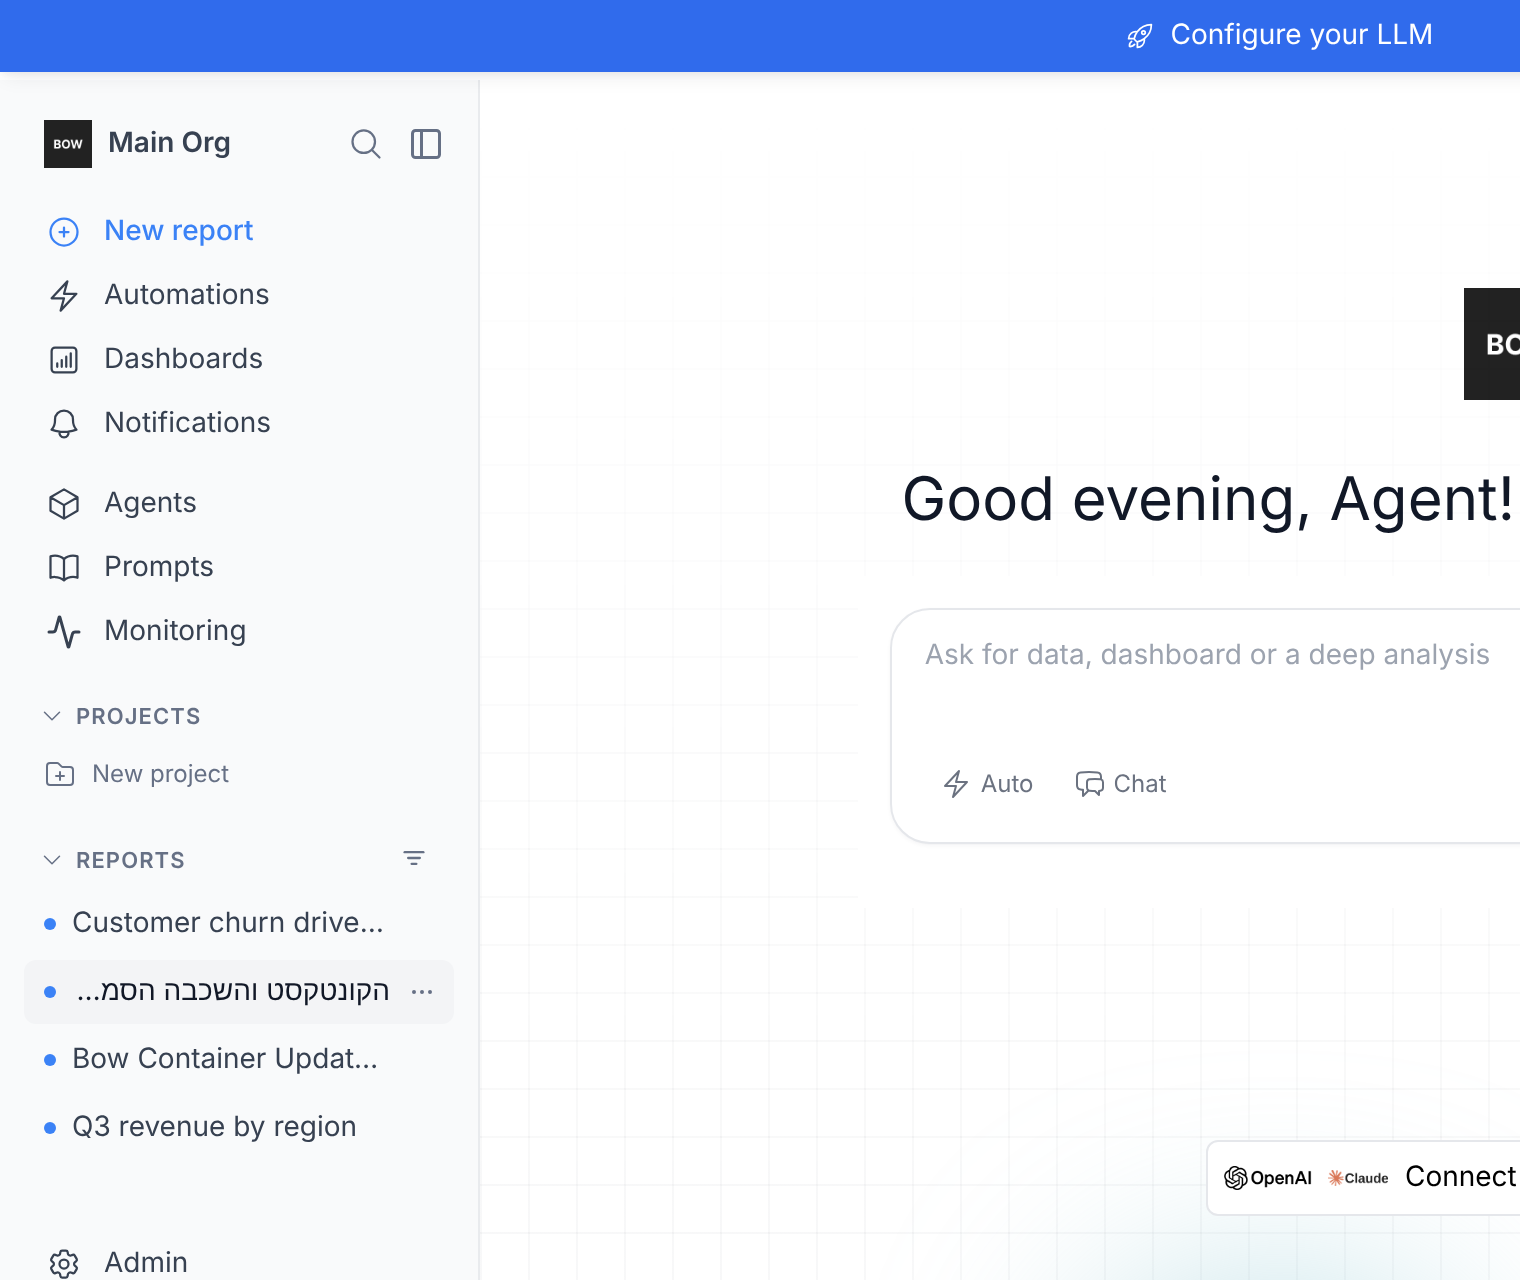 Configure your LLM
BOW Main Org
New report
Automations
Dashboards
Notifications
Agents
Prompts
Monitoring
PROJECTS
New project
REPORTS
Customer churn drive...
הקונטקסט והשכבה הסמ...
Bow Container Updat...
Q3 revenue by region
Admin
Good evening, Agent!
Ask for data, dashboard or a deep analysis
Auto Chat
OpenAI Claude Connect